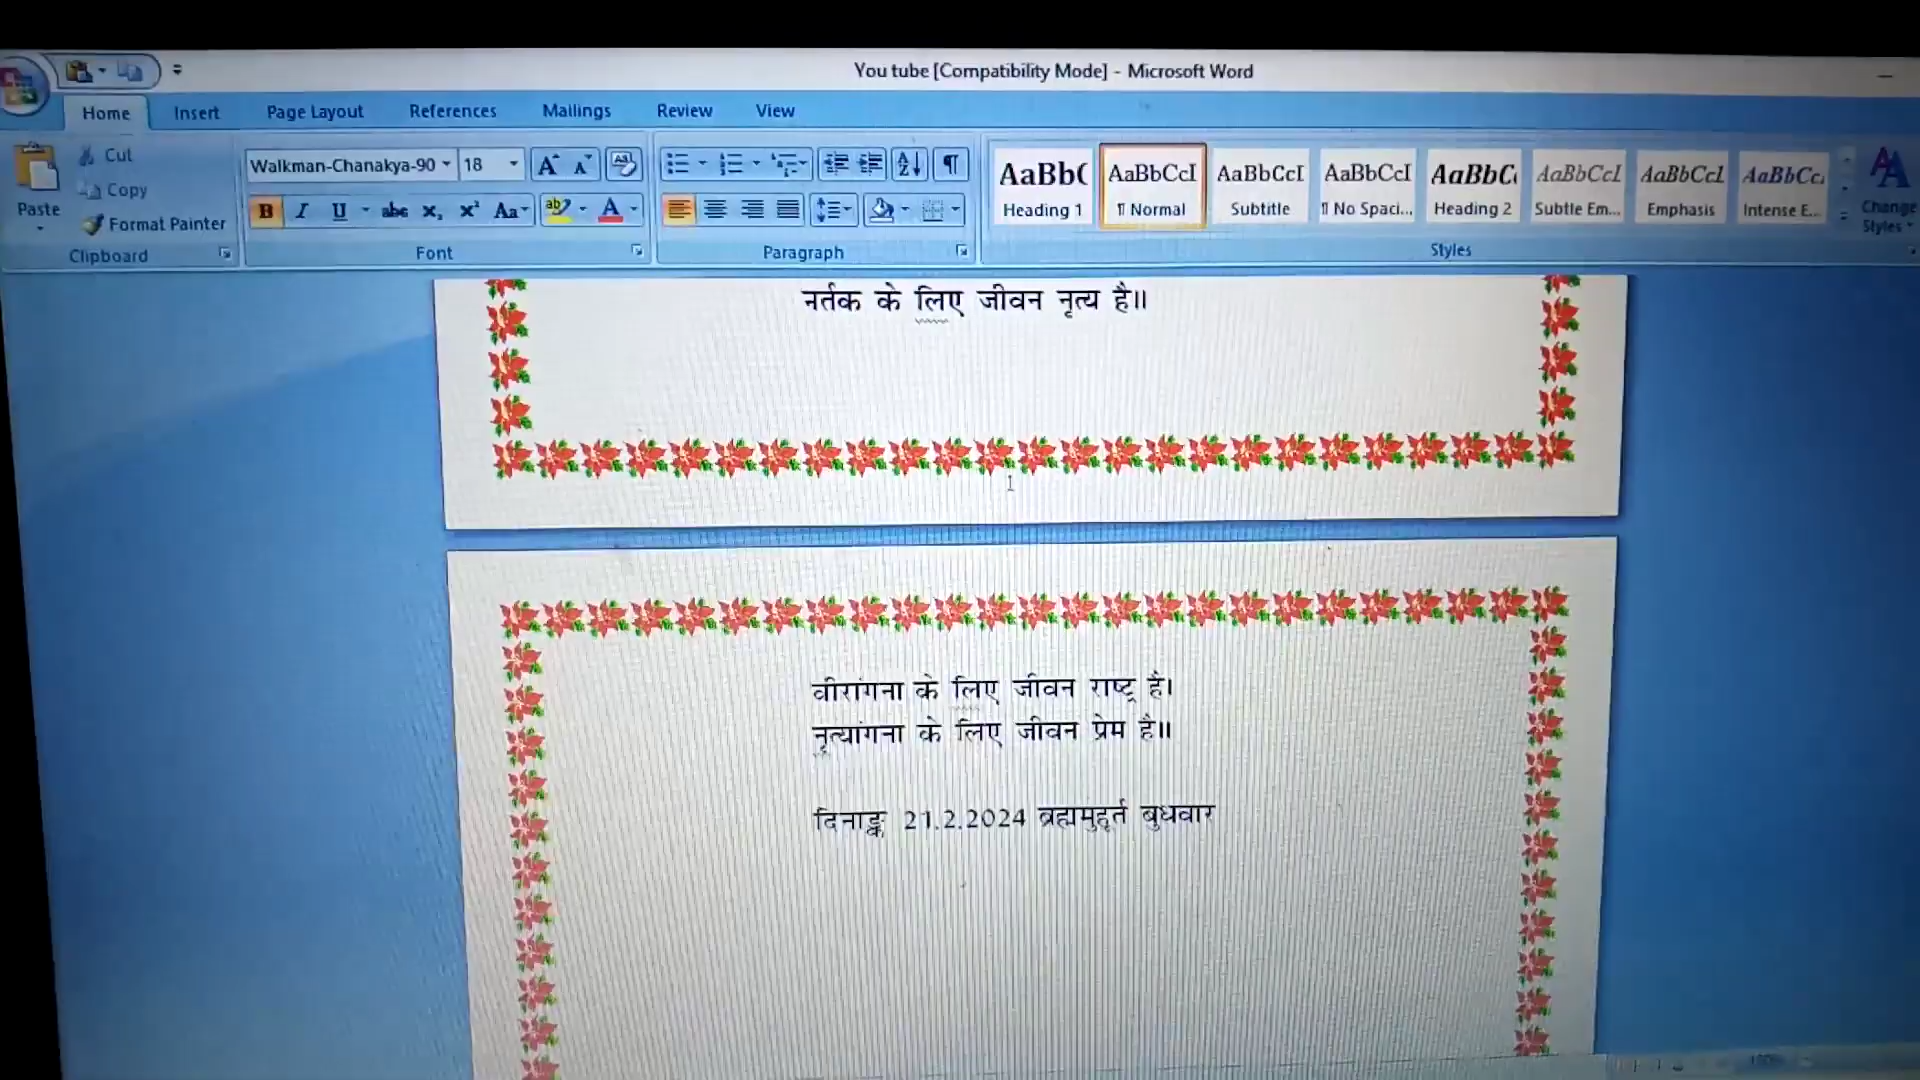 You tube [Compatibility Mode] - Microsoft Word
Home Insert Page Layout References Mailings Review View
Paste
Cut
Copy
Format Painter
Clipboard
Walkman-Chanakya-90 18
Font
Paragraph
AaBb( AaBbCcI AaBbCcI AaBbCcI AaBbC AaBbCcI AaBbCcL AaBbCc
Heading 1 ¶ Normal Subtitle ¶ No Spaci... Heading 2 Subtle Em... Emphasis Intense E...
Change Styles
Styles
नर्तक के लिए जीवन नृत्य है॥
वीरांगना के लिए जीवन राष्ट्र है।
नृत्यांगना के लिए जीवन प्रेम है॥
दिनाङ्क 21.2.2024 ब्रह्ममुहूर्त बुधवार